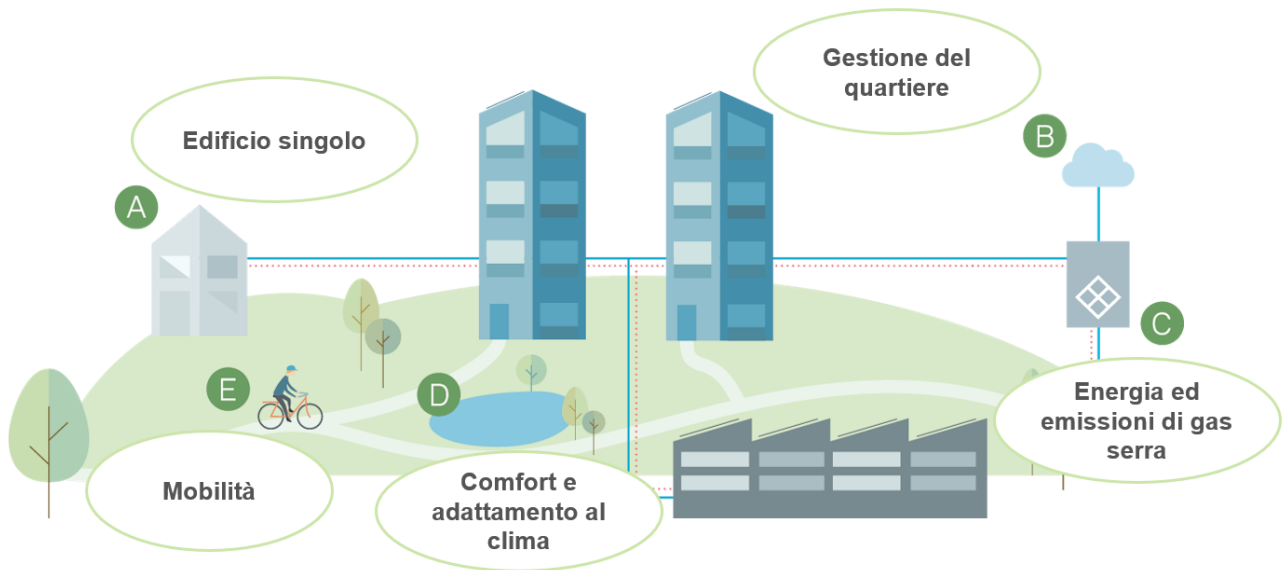 Gestione del
quartiere
Edificio singolo
B
A
C
E
D
Energia ed
emissioni di gas
serra
Mobilità
Comfort e
adattamento al
clima